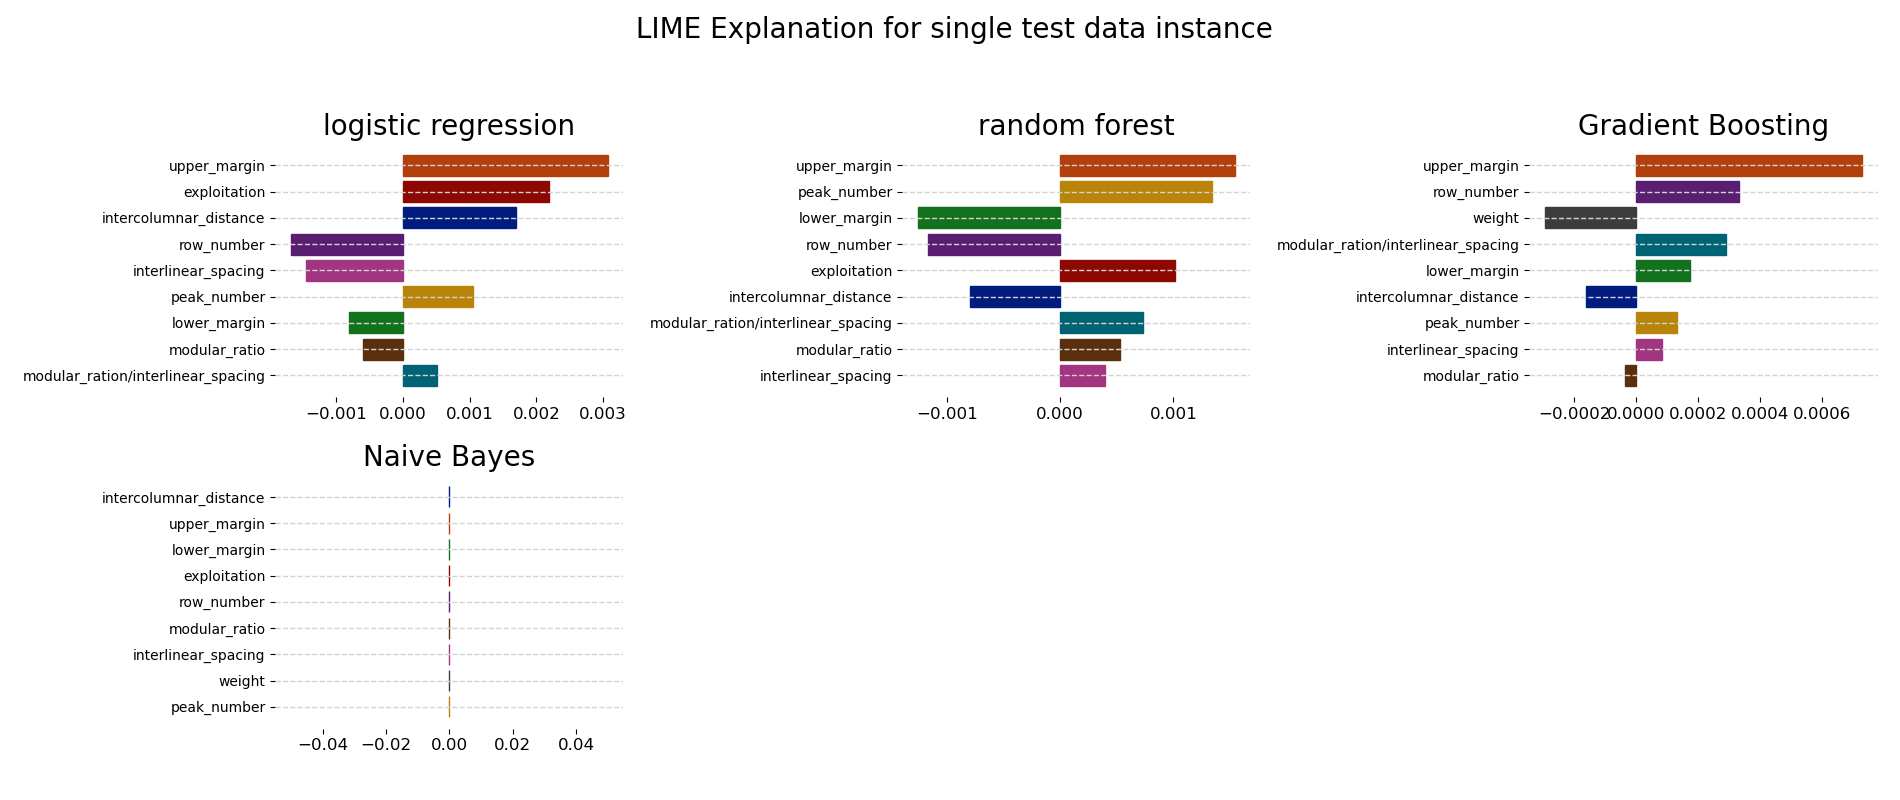 LIME Explanation for single test data instance
logistic regression
upper_margin
exploitation
intercolumnar_distance
row_number
interlinear_spacing
peak_number
lower_margin
modular_ratio
modular_ration/interlinear_spacing
−0.001 0.000 0.001 0.002 0.003
random forest
upper_margin
peak_number
lower_margin
row_number
exploitation
intercolumnar_distance
modular_ration/interlinear_spacing
modular_ratio
interlinear_spacing
−0.001 0.000 0.001
Gradient Boosting
upper_margin
row_number
weight
modular_ration/interlinear_spacing
lower_margin
intercolumnar_distance
peak_number
interlinear_spacing
modular_ratio
−0.0002 0.0000 0.0002 0.0004 0.0006
Naive Bayes
intercolumnar_distance
upper_margin
lower_margin
exploitation
row_number
modular_ratio
interlinear_spacing
weight
peak_number
−0.04 −0.02 0.00 0.02 0.04